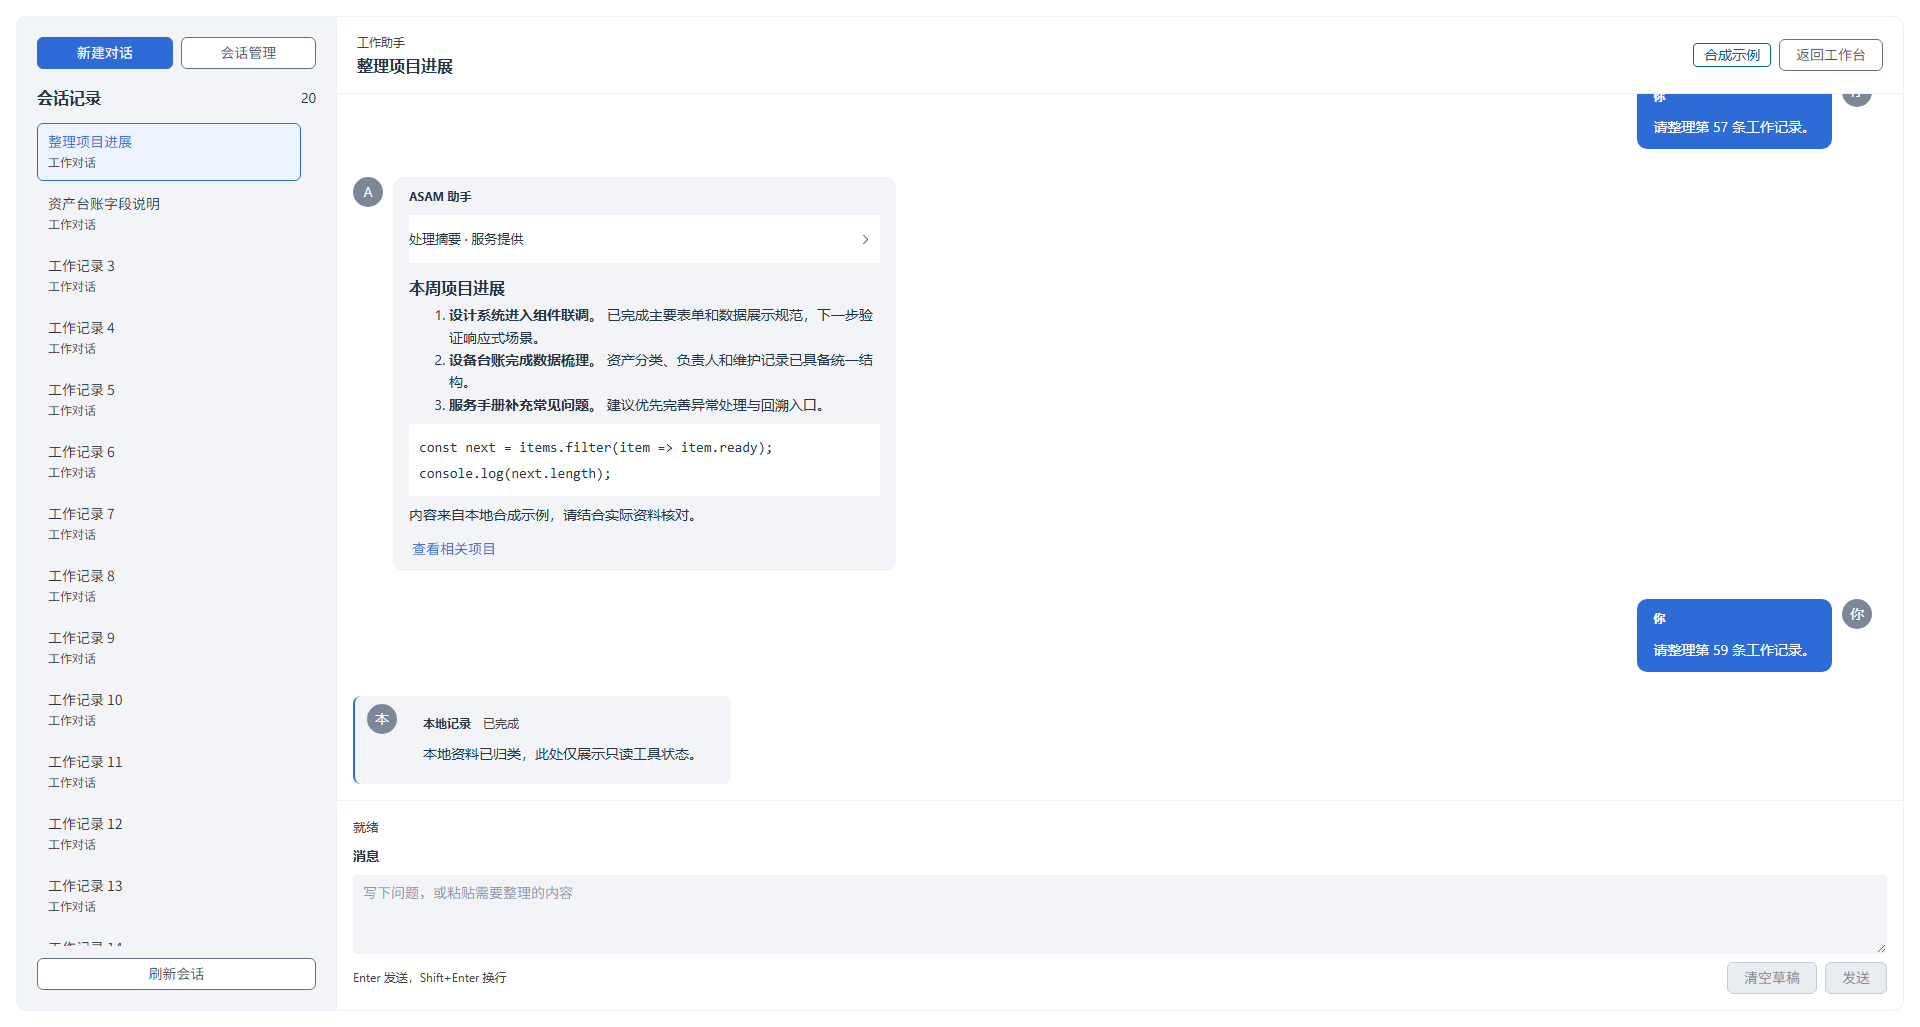 新建对话
会话管理
会话记录
20
整理项目进展
工作对话
资产台账字段说明
工作对话
工作记录 3
工作对话
工作记录 4
工作对话
工作记录 5
工作对话
工作记录 6
工作对话
工作记录 7
工作对话
工作记录 8
工作对话
工作记录 9
工作对话
工作记录 10
工作对话
工作记录 11
工作对话
工作记录 12
工作对话
工作记录 13
工作对话
工作记录 14
刷新会话
工作助手
整理项目进展
合成示例
返回工作台
你
你
请整理第 57 条工作记录。
A
ASAM 助手
处理摘要 · 服务提供
本周项目进展
1. 设计系统进入组件联调。 已完成主要表单和数据展示规范，下一步验
证响应式场景。
2. 设备台账完成数据梳理。 资产分类、负责人和维护记录已具备统一结
构。
3. 服务手册补充常见问题。 建议优先完善异常处理与回溯入口。
const next = items.filter(item => item.ready);
console.log(next.length);
内容来自本地合成示例，请结合实际资料核对。
查看相关项目
你
你
请整理第 59 条工作记录。
本
本地记录 已完成
本地资料已归类，此处仅展示只读工具状态。
就绪
消息
写下问题，或粘贴需要整理的内容
Enter 发送，Shift+Enter 换行
清空草稿
发送